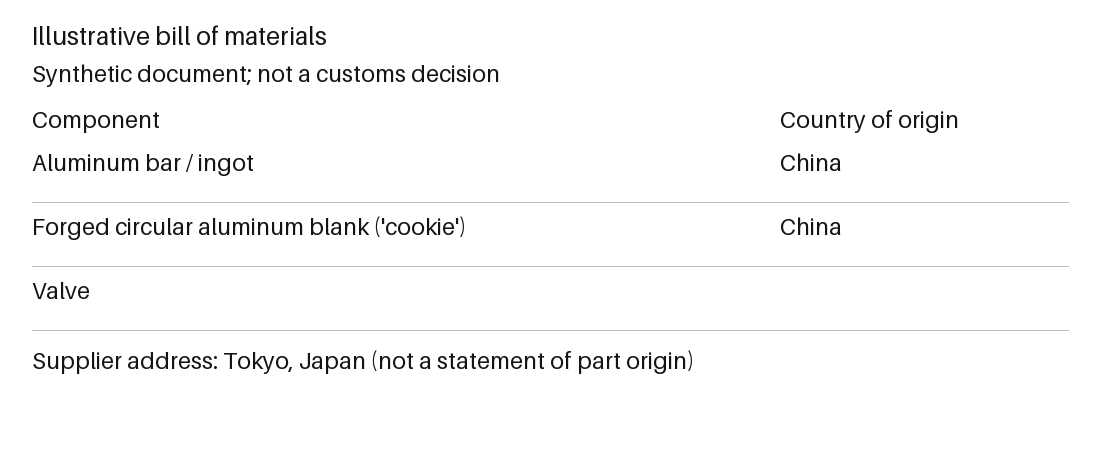 Illustrative bill of materials
Synthetic document; not a customs decision
Component Country of origin
Aluminum bar / ingot China
Forged circular aluminum blank ('cookie') China
Valve
Supplier address: Tokyo, Japan (not a statement of part origin)